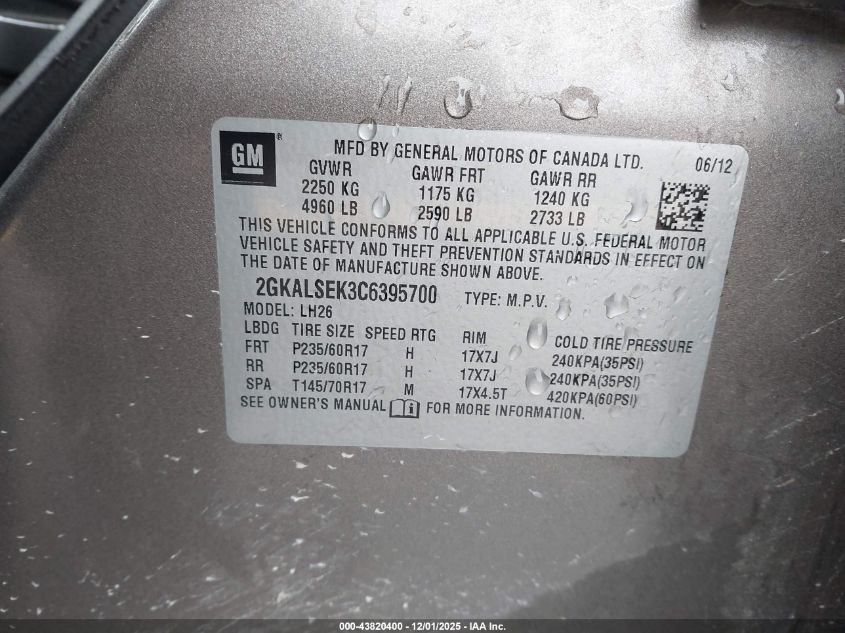 GM ®
MFD BY GENERAL MOTORS OF CANADA LTD. 06/12
GVWR GAWR FRT GAWR RR
2250 KG 1175 KG 1240 KG
4960 LB 2590 LB 2733 LB
THIS VEHICLE CONFORMS TO ALL APPLICABLE U.S. FEDERAL MOTOR
VEHICLE SAFETY AND THEFT PREVENTION STANDARDS IN EFFECT ON
THE DATE OF MANUFACTURE SHOWN ABOVE.
2GKALSEK3C6395700 TYPE: M.P.V.
MODEL: LH26
LBDG TIRE SIZE SPEED RTG RIM COLD TIRE PRESSURE
FRT P235/60R17 H 17X7J 240KPA(35PSI)
RR P235/60R17 H 17X7J 240KPA(35PSI)
SPA T145/70R17 M 17X4.5T 420KPA(60PSI)
SEE OWNER'S MANUAL i FOR MORE INFORMATION.
000-43820400 - 12/01/2025 - IAA Inc.